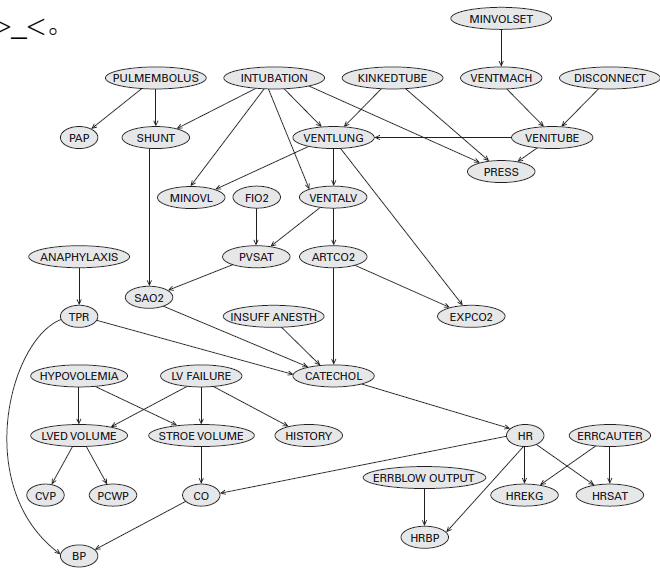 >_<。
MINVOLSET
PULMEMBOLUS INTUBATION KINKEDTUBE VENTMACH DISCONNECT
PAP SHUNT VENTLUNG VENITUBE
PRESS
MINOVL FIO2 VENTALV
ANAPHYLAXIS PVSAT ARTCO2
SAO2
TPR INSUFF ANESTH EXPCO2
HYPOVOLEMIA LV FAILURE CATECHOL
LVED VOLUME STROE VOLUME HISTORY HR ERRCAUTER
ERRBLOW OUTPUT
CVP PCWP CO HREKG HRSAT
HRBP
BP